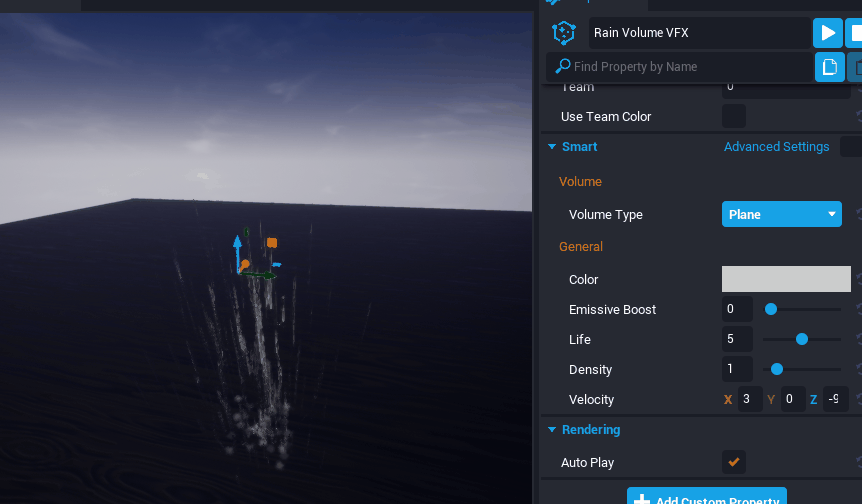 Rain Volume VFX
Find Property by Name
Team 0
Use Team Color
Smart Advanced Settings
Volume
Volume Type Plane
General
Color
Emissive Boost 0
Life 5
Density 1
Velocity X 3 Y 0 Z -9
Rendering
Auto Play
Add Custom Property